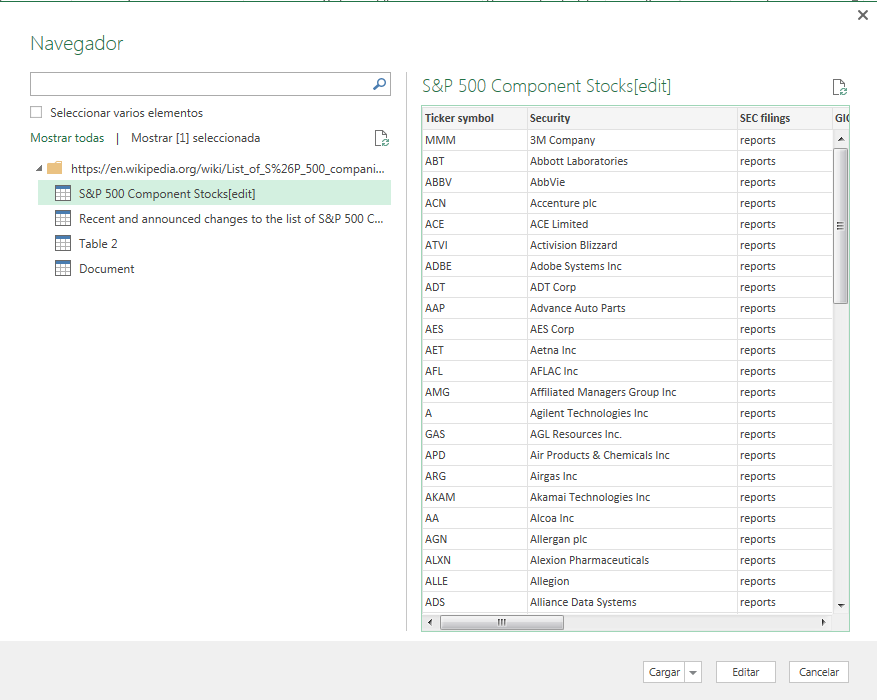 Navegador
Seleccionar varios elementos
Mostrar todas | Mostrar [1] seleccionada
https://en.wikipedia.org/wiki/List_of_S%26P_500_compani...
S&P 500 Component Stocks[edit]
Recent and announced changes to the list of S&P 500 C...
Table 2
Document
S&P 500 Component Stocks[edit]
Ticker symbol Security SEC filings GIC
MMM 3M Company reports
ABT Abbott Laboratories reports
ABBV AbbVie reports
ACN Accenture plc reports
ACE ACE Limited reports
ATVI Activision Blizzard reports
ADBE Adobe Systems Inc reports
ADT ADT Corp reports
AAP Advance Auto Parts reports
AES AES Corp reports
AET Aetna Inc reports
AFL AFLAC Inc reports
AMG Affiliated Managers Group Inc reports
A Agilent Technologies Inc reports
GAS AGL Resources Inc. reports
APD Air Products & Chemicals Inc reports
ARG Airgas Inc reports
AKAM Akamai Technologies Inc reports
AA Alcoa Inc reports
AGN Allergan plc reports
ALXN Alexion Pharmaceuticals reports
ALLE Allegion reports
ADS Alliance Data Systems reports
Cargar Editar Cancelar